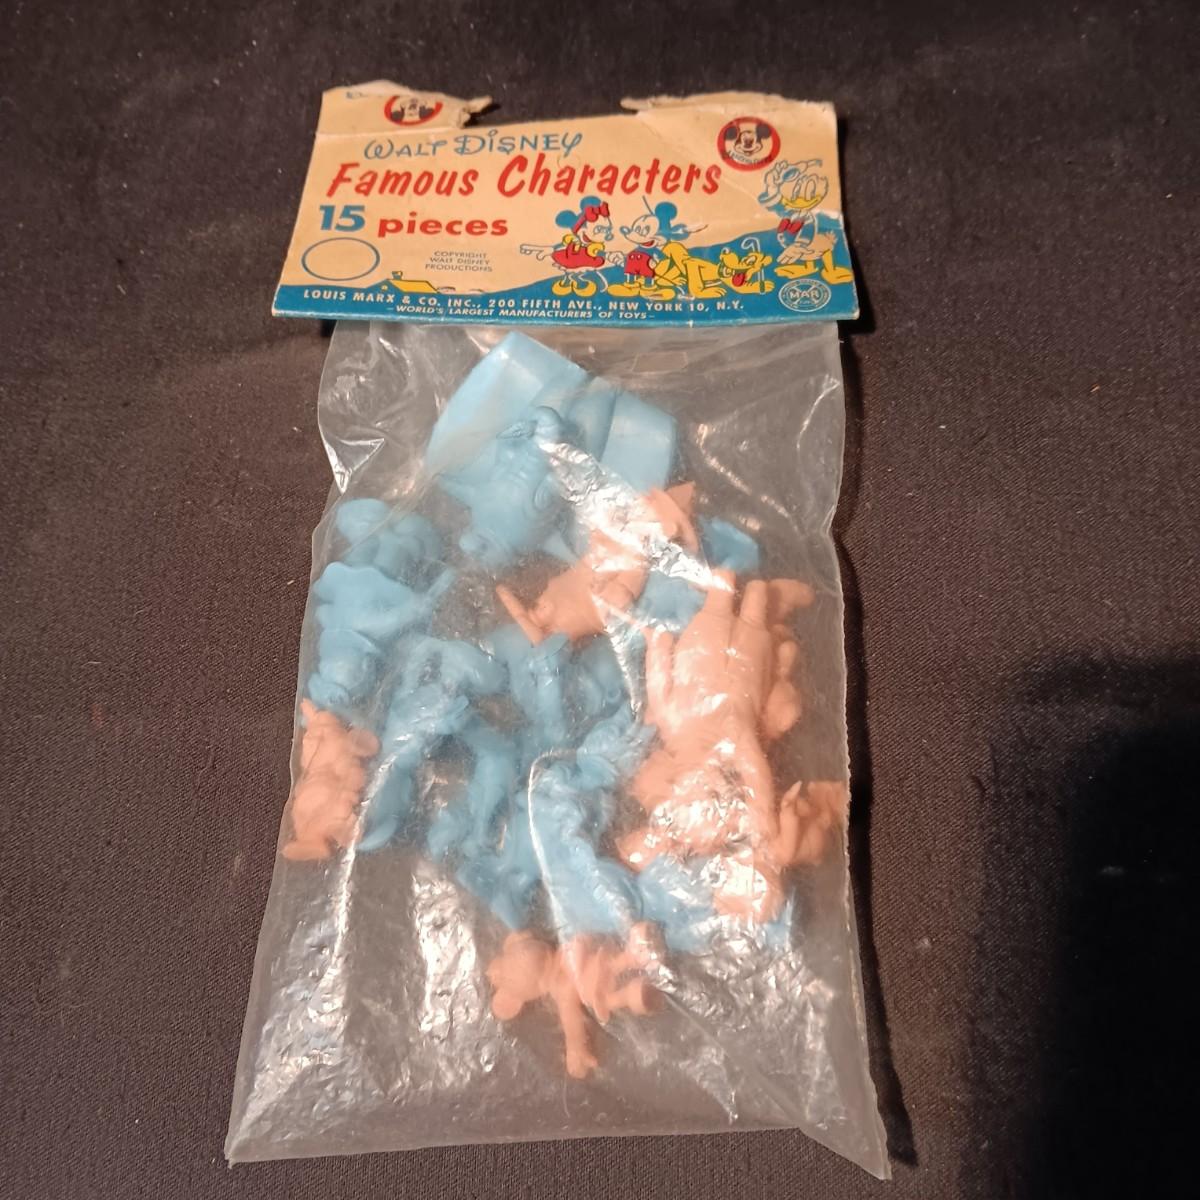 WALT DISNEY
Famous Characters
15 pieces
COPYRIGHT
WALT DISNEY
PRODUCTIONS
LOUIS MARX & CO. INC., 200 FIFTH AVE., NEW YORK 10, N.Y.
-WORLD'S LARGEST MANUFACTURERS OF TOYS-
MAR